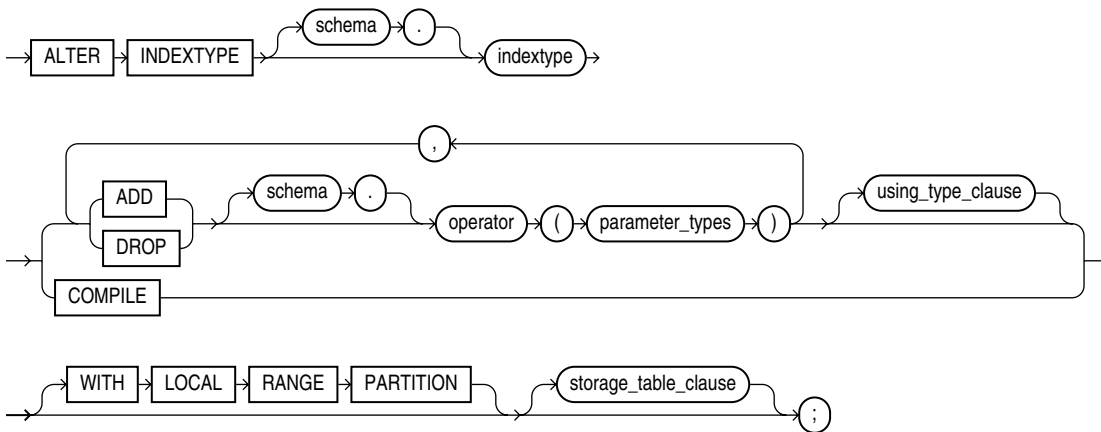 schema .
ALTER INDEXTYPE indextype
,
ADD schema . using_type_clause
operator ( parameter_types )
DROP
COMPILE
WITH LOCAL RANGE PARTITION storage_table_clause
;